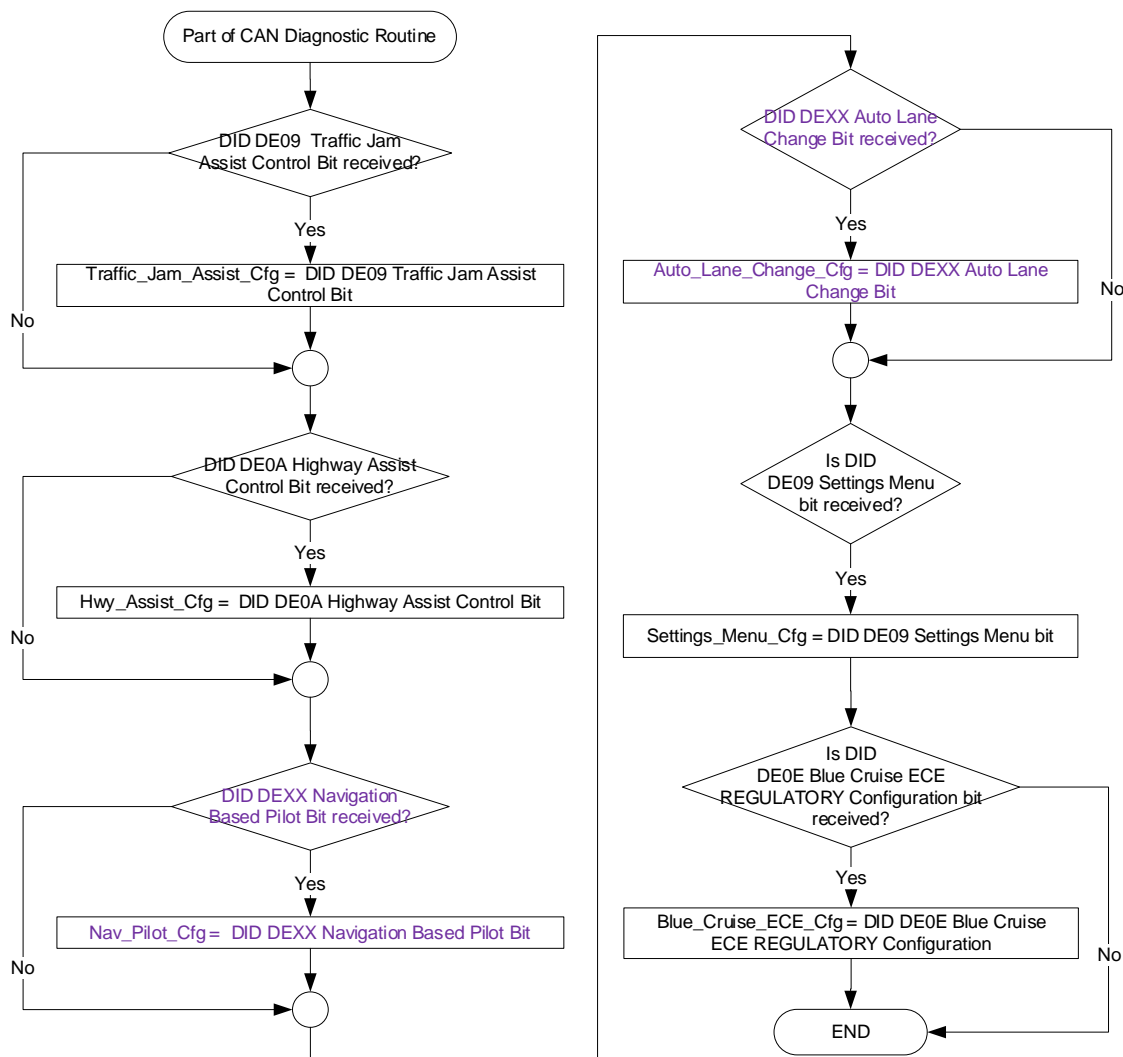 Part of CAN Diagnostic Routine
DID DE09 Traffic Jam
Assist Control Bit received?
Yes
Traffic_Jam_Assist_Cfg = DID DE09 Traffic Jam Assist
Control Bit
No
DID DE0A Highway Assist
Control Bit received?
Yes
Hwy_Assist_Cfg = DID DE0A Highway Assist Control Bit
No
DID DEXX Navigation
Based Pilot Bit received?
Yes
Nav_Pilot_Cfg = DID DEXX Navigation Based Pilot Bit
No
DID DEXX Auto Lane
Change Bit received?
Yes
Auto_Lane_Change_Cfg = DID DEXX Auto Lane
Change Bit
No
Is DID
DE09 Settings Menu
bit received?
Yes
Settings_Menu_Cfg = DID DE09 Settings Menu bit
Is DID
DE0E Blue Cruise ECE
REGULATORY Configuration bit
received?
Yes
Blue_Cruise_ECE_Cfg = DID DE0E Blue Cruise
ECE REGULATORY Configuration
No
END